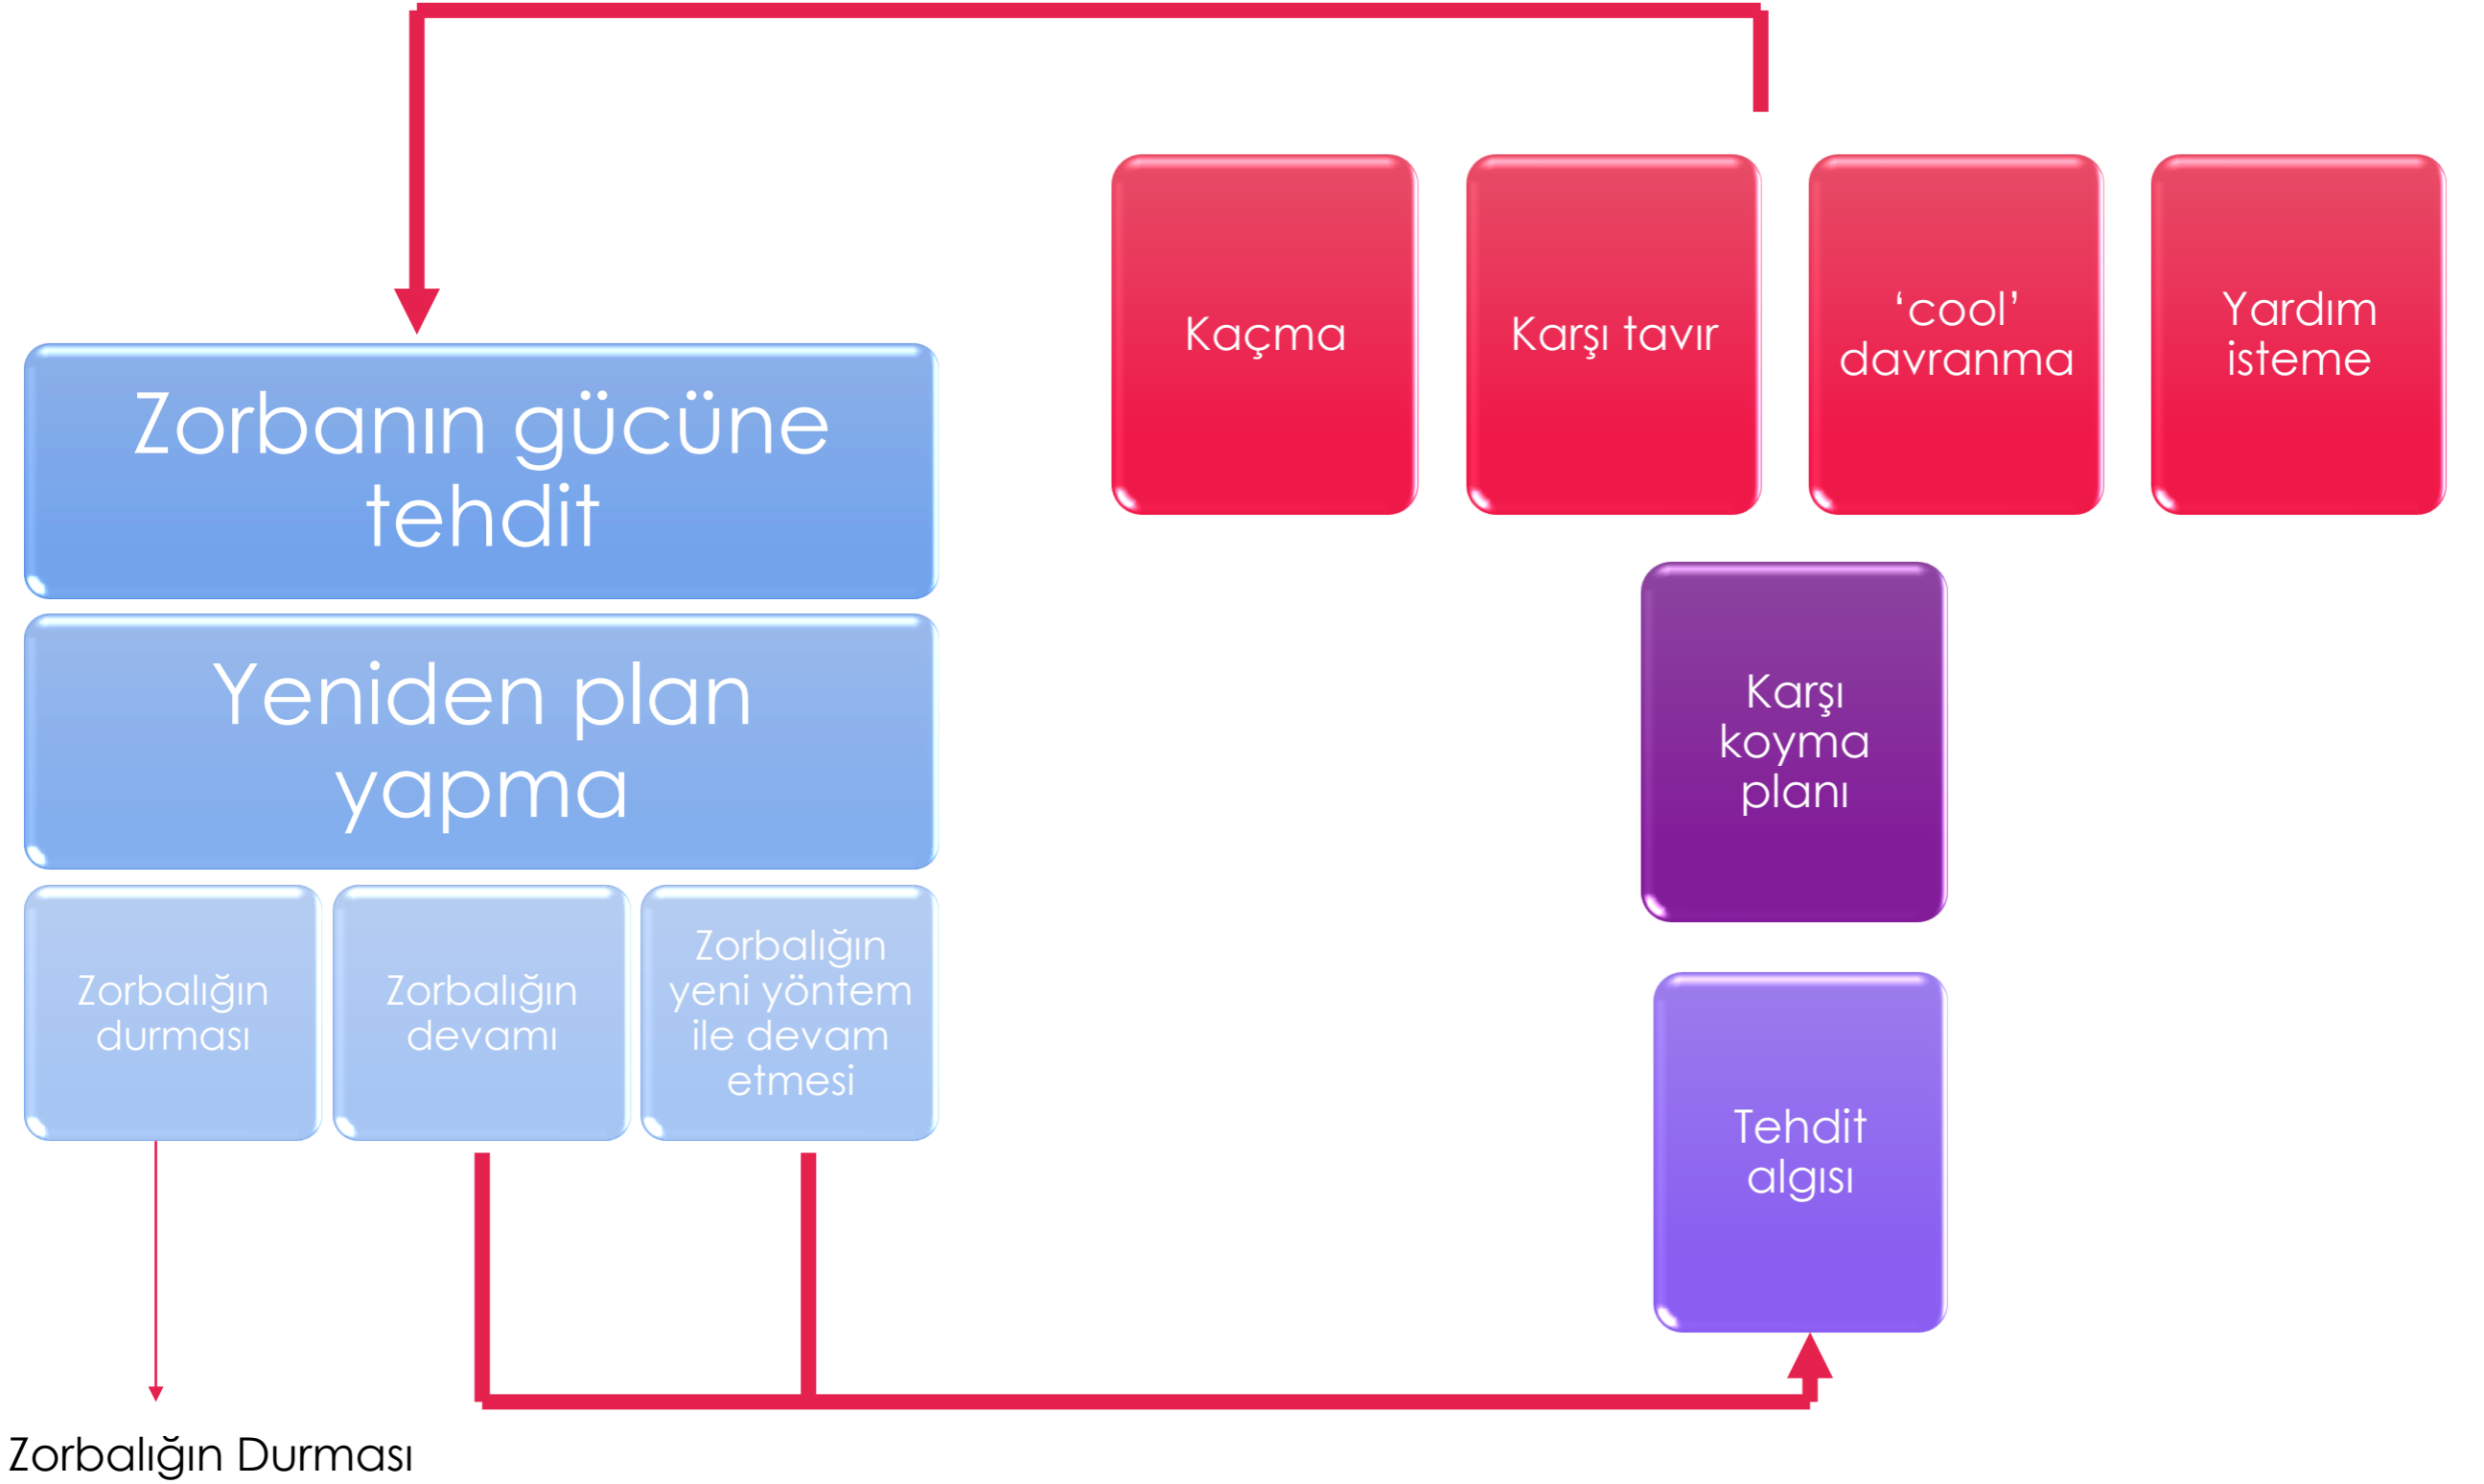 Zorbanın gücüne
tehdit
Yeniden plan
yapma
Zorbalığın
durması
Zorbalığın
devamı
Zorbalığın
yeni yöntem
ile devam
etmesi
Zorbalığın Durması
Kaçma
Karşı tavır
‘cool’
davranma
Yardım
isteme
Karşı
koyma
planı
Tehdit
algısı